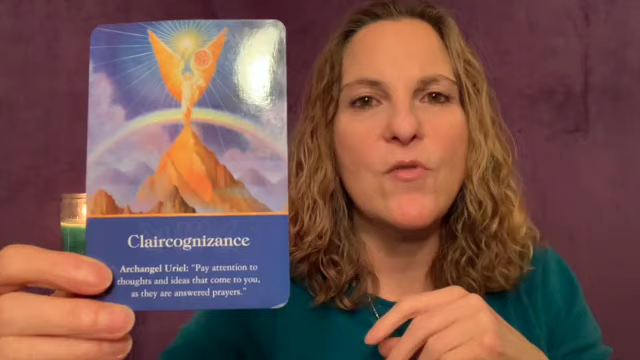 Claircognizance
Archangel Uriel: "Pay attention to
thoughts and ideas that come to you,
as they are answered prayers."